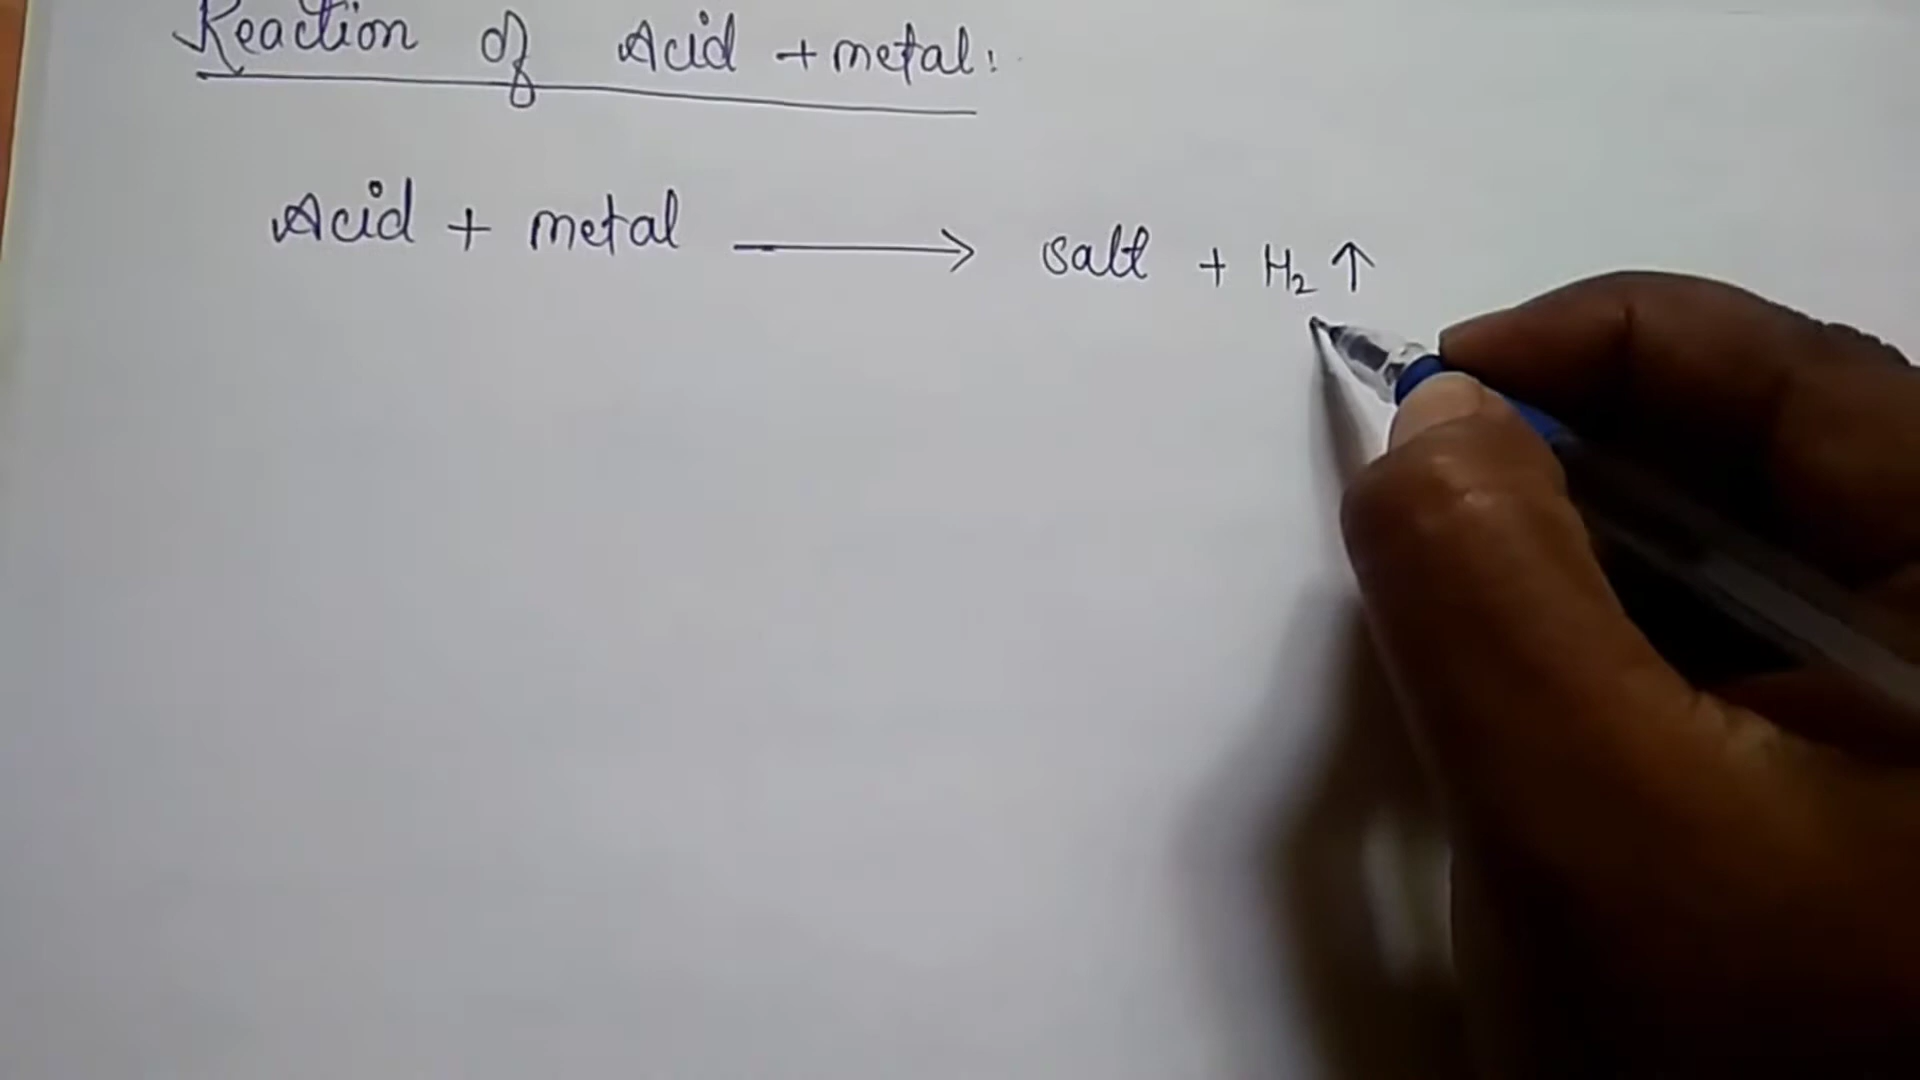 Reaction of Acid + metal:
Acid + metal ⟶ salt + H₂ ↑